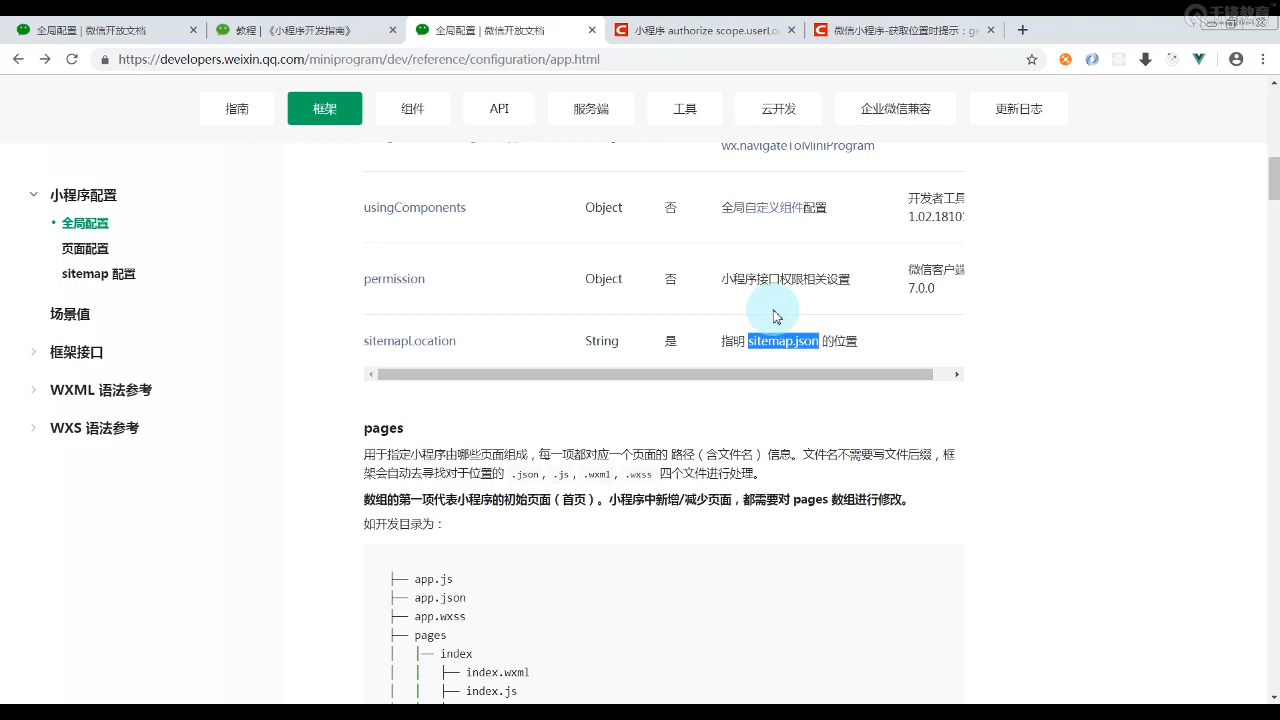 千锋教育
全局配置 | 微信开放文档
教程 | 《小程序开发指南》
全局配置 | 微信开放文档
小程序 authorize scope.userLo
微信小程序-获取位置时提示：
https://developers.weixin.qq.com/miniprogram/dev/reference/configuration/app.html
指南 框架 组件 API 服务端 工具 云开发 企业微信兼容 更新日志
wx.navigateToMiniProgram
小程序配置
全局配置
页面配置
sitemap 配置
场景值
框架接口
WXML 语法参考
WXS 语法参考
usingComponents Object 否 全局自定义组件配置 开发者工具
1.02.1810
permission Object 否 小程序接口权限相关设置 微信客户端
7.0.0
sitemapLocation String 是 指明 sitemap.json 的位置
pages
用于指定小程序由哪些页面组成，每一项都对应一个页面的 路径（含文件名） 信息。文件名不需要写文件后缀，框
架会自动去寻找对于位置的 .json, .js, .wxml, .wxss 四个文件进行处理。
数组的第一项代表小程序的初始页面（首页）。小程序中新增/减少页面，都需要对 pages 数组进行修改。
如开发目录为：
├── app.js
├── app.json
├── app.wxss
├── pages
│ │── index
│ │ ├── index.wxml
│ │ ├── index.js